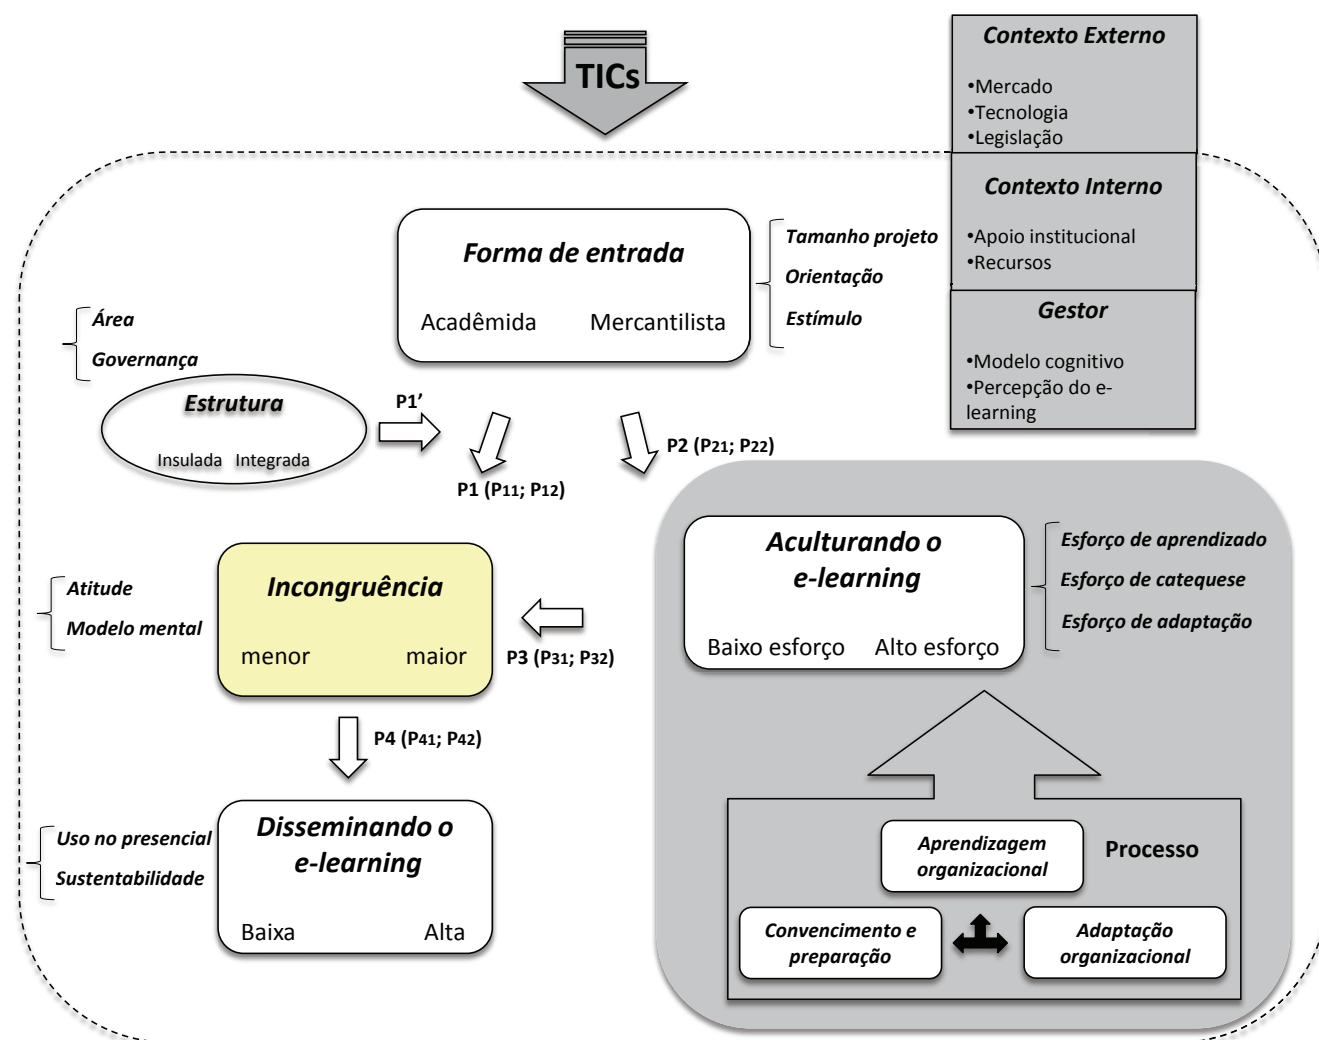 TICs
Contexto Externo
•Mercado
•Tecnologia
•Legislação
Contexto Interno
•Apoio institucional
•Recursos
Gestor
•Modelo cognitivo
•Percepção do e-
learning
Forma de entrada
Acadêmida Mercantilista
Tamanho projeto
Orientação
Estímulo
Área
Governança
Estrutura
Insulada Integrada
P1’
P1 (P11; P12)
P2 (P21; P22)
Aculturando o
e-learning
Baixo esforço Alto esforço
Esforço de aprendizado
Esforço de catequese
Esforço de adaptação
Incongruência
menor maior
Atitude
Modelo mental
P3 (P31; P32)
P4 (P41; P42)
Disseminando o
e-learning
Baixa Alta
Uso no presencial
Sustentabilidade
Processo
Aprendizagem
organizacional
Convencimento e
preparação
Adaptação
organizacional